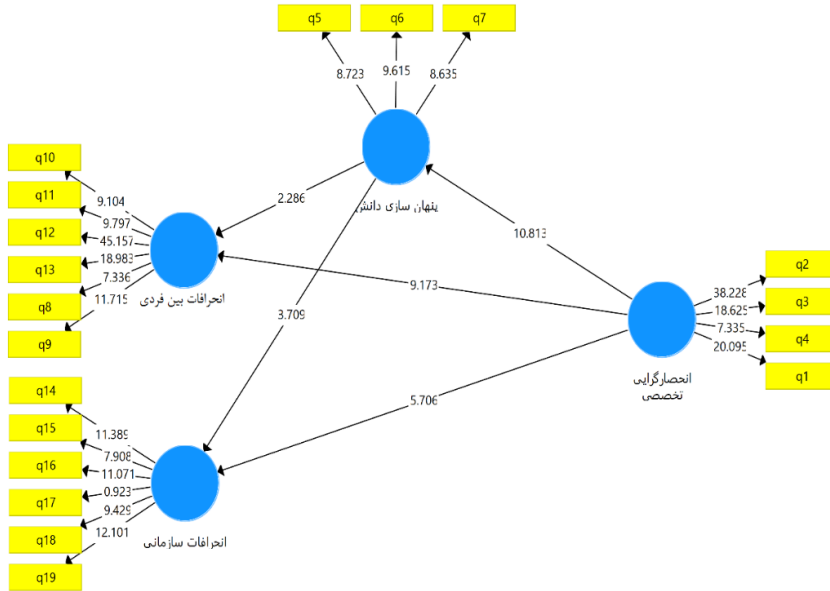 q5
q6
q7
8.723
9.615
8.635
پنهان سازی دانش
q10
q11
q12
q13
q8
q9
9.104
9.797
45.157
18.983
7.336
11.715
انحرافات بین فردی
2.286
10.813
9.173
3.709
5.706
q2
q3
q4
q1
38.228
18.625
7.335
20.095
انحصارگرایی
تخصصی
q14
q15
q16
q17
q18
q19
11.389
7.908
11.071
0.923
9.429
12.101
انحرافات سازمانی